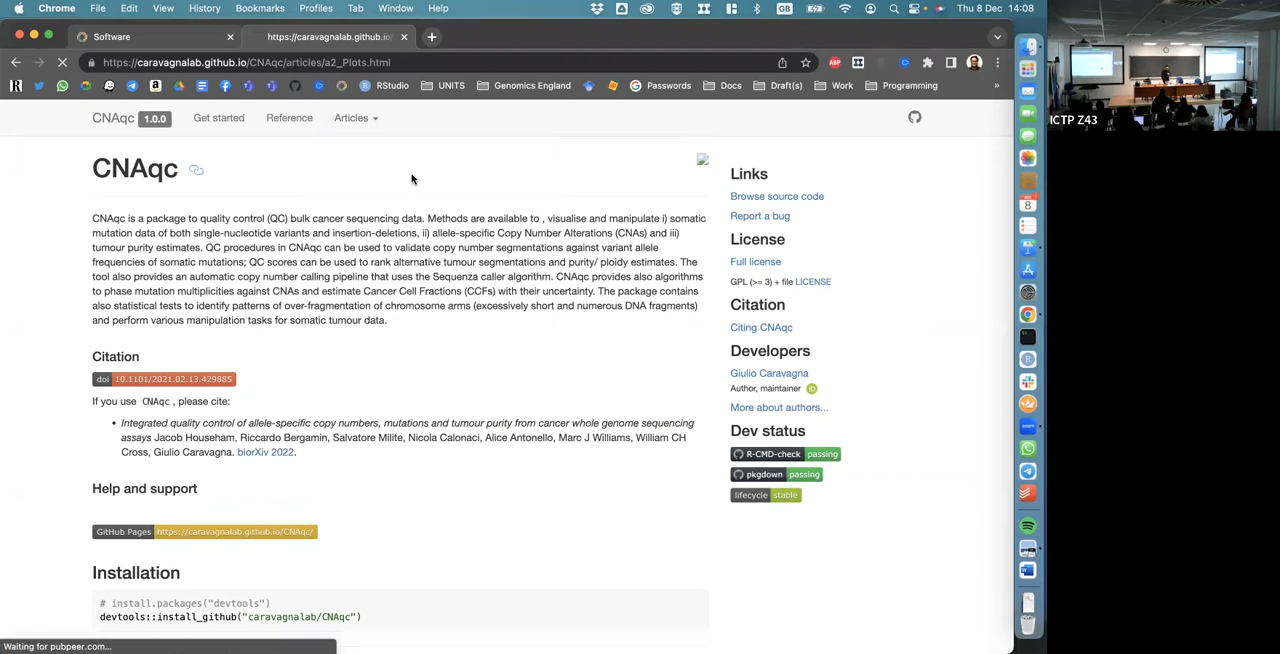 Chrome File Edit View History Bookmarks Profiles Tab Window Help GB Thu 8 Dec 14:08
Software https://caravagnalab.github.io/
https://caravagnalab.github.io/CNAqc/articles/a2_Plots.html ABP
RStudio UNITS Genomics England Passwords Docs Draft(s) Work Programming »
CNAqc 1.0.0 Get started Reference Articles
ICTP Z43
CNAqc
CNAqc is a package to quality control (QC) bulk cancer sequencing data. Methods are available to , visualise and manipulate i) somatic
mutation data of both single-nucleotide variants and insertion-deletions, ii) allele-specific Copy Number Alterations (CNAs) and iii)
tumour purity estimates. QC procedures in CNAqc can be used to validate copy number segmentations against variant allele
frequencies of somatic mutations; QC scores can be used to rank alternative tumour segmentations and purity/ ploidy estimates. The
tool also provides an automatic copy number calling pipeline that uses the Sequenza caller algorithm. CNAqc provides also algorithms
to phase mutation multiplicities against CNAs and estimate Cancer Cell Fractions (CCFs) with their uncertainty. The package contains
also statistical tests to identify patterns of over-fragmentation of chromosome arms (excessively short and numerous DNA fragments)
and perform various manipulation tasks for somatic tumour data.
Citation
doi 10.1101/2021.02.13.429885
If you use CNAqc , please cite:
• Integrated quality control of allele-specific copy numbers, mutations and tumour purity from cancer whole genome sequencing
assays Jacob Househam, Riccardo Bergamin, Salvatore Milite, Nicola Calonaci, Alice Antonello, Marc J Williams, William CH
Cross, Giulio Caravagna. biorXiv 2022.
Help and support
GitHub Pages https://caravagnalab.github.io/CNAqc/
Installation
# install.packages("devtools")
devtools::install_github("caravagnalab/CNAqc")
Links
Browse source code
Report a bug
License
Full license
GPL (>= 3) + file LICENSE
Citation
Citing CNAqc
Developers
Giulio Caravagna
Author, maintainer iD
More about authors...
Dev status
R-CMD-check passing
pkgdown passing
lifecycle stable
Waiting for pubpeer.com...